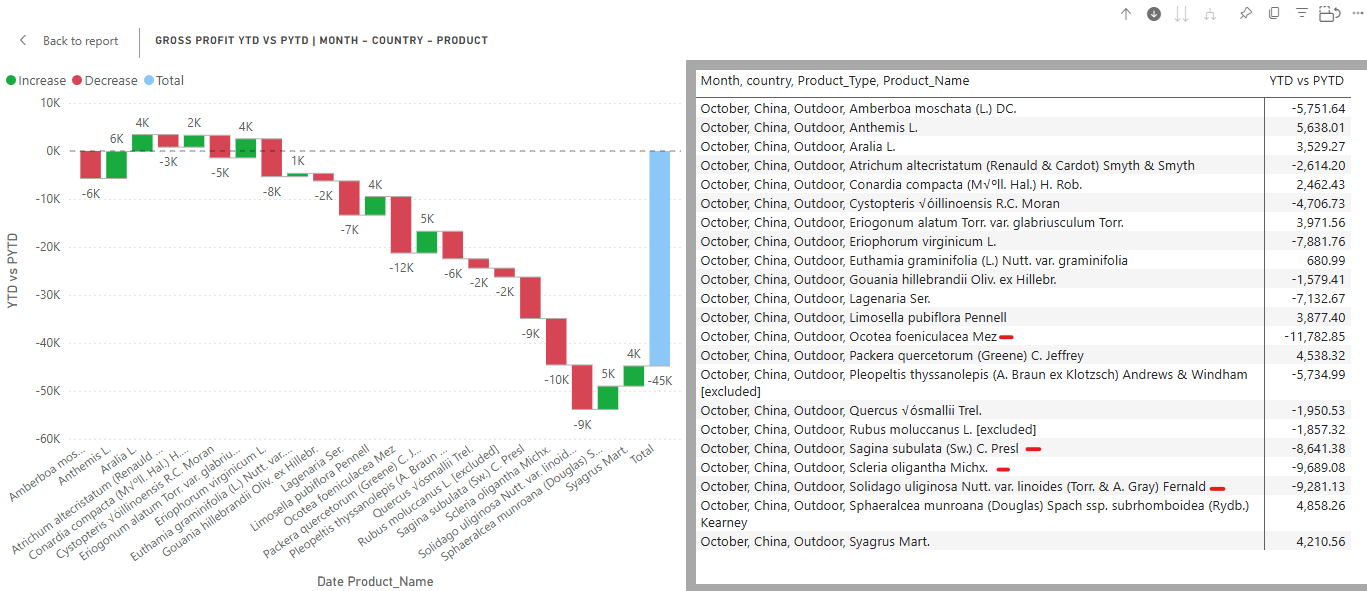 Back to report
GROSS PROFIT YTD VS PYTD | MONTH - COUNTRY - PRODUCT
Increase Decrease Total
10K
0K
-10K
-20K
-30K
-40K
-50K
-60K
YTD vs PYTD
-6K
6K
4K
-3K
2K
-5K
4K
-8K
1K
-2K
-7K
4K
-12K
5K
-6K
-2K
-2K
-9K
-10K
-9K
5K
4K
-45K
Amberboa mos...
Anthemis L.
Aralia L.
Atrichum altecristatum (Renauld ...
Conardia compacta (M√ºll. Hal.) H...
Cystopteris √óillinoensis R.C. Moran
Eriogonum alatum Torr. var. glabriu...
Eriophorum virginicum L.
Euthamia graminifolia (L.) Nutt. var....
Gouania hillebrandii Oliv. ex Hillebr.
Lagenaria Ser.
Limosella pubiflora Pennell
Ocotea foeniculacea Mez
Packera quercetorum (Greene) C. J...
Pleopeltis thyssanolepis (A. Braun ...
Quercus √ósmallii Trel.
Rubus moluccanus L. [excluded]
Sagina subulata (Sw.) C. Presl
Scleria oligantha Michx.
Solidago uliginosa Nutt. var. linoid...
Sphaeralcea munroana (Douglas) S...
Syagrus Mart.
Total
Date Product_Name
Month, country, Product_Type, Product_Name YTD vs PYTD
October, China, Outdoor, Amberboa moschata (L.) DC. -5,751.64
October, China, Outdoor, Anthemis L. 5,638.01
October, China, Outdoor, Aralia L. 3,529.27
October, China, Outdoor, Atrichum altecristatum (Renauld & Cardot) Smyth & Smyth -2,614.20
October, China, Outdoor, Conardia compacta (M√ºll. Hal.) H. Rob. 2,462.43
October, China, Outdoor, Cystopteris √óillinoensis R.C. Moran -4,706.73
October, China, Outdoor, Eriogonum alatum Torr. var. glabriusculum Torr. 3,971.56
October, China, Outdoor, Eriophorum virginicum L. -7,881.76
October, China, Outdoor, Euthamia graminifolia (L.) Nutt. var. graminifolia 680.99
October, China, Outdoor, Gouania hillebrandii Oliv. ex Hillebr. -1,579.41
October, China, Outdoor, Lagenaria Ser. -7,132.67
October, China, Outdoor, Limosella pubiflora Pennell 3,877.40
October, China, Outdoor, Ocotea foeniculacea Mez -11,782.85
October, China, Outdoor, Packera quercetorum (Greene) C. Jeffrey 4,538.32
October, China, Outdoor, Pleopeltis thyssanolepis (A. Braun ex Klotzsch) Andrews & Windham -5,734.99
[excluded]
October, China, Outdoor, Quercus √ósmallii Trel. -1,950.53
October, China, Outdoor, Rubus moluccanus L. [excluded] -1,857.32
October, China, Outdoor, Sagina subulata (Sw.) C. Presl -8,641.38
October, China, Outdoor, Scleria oligantha Michx. -9,689.08
October, China, Outdoor, Solidago uliginosa Nutt. var. linoides (Torr. & A. Gray) Fernald -9,281.13
October, China, Outdoor, Sphaeralcea munroana (Douglas) Spach ssp. subrhomboidea (Rydb.) 4,858.26
Kearney
October, China, Outdoor, Syagrus Mart. 4,210.56